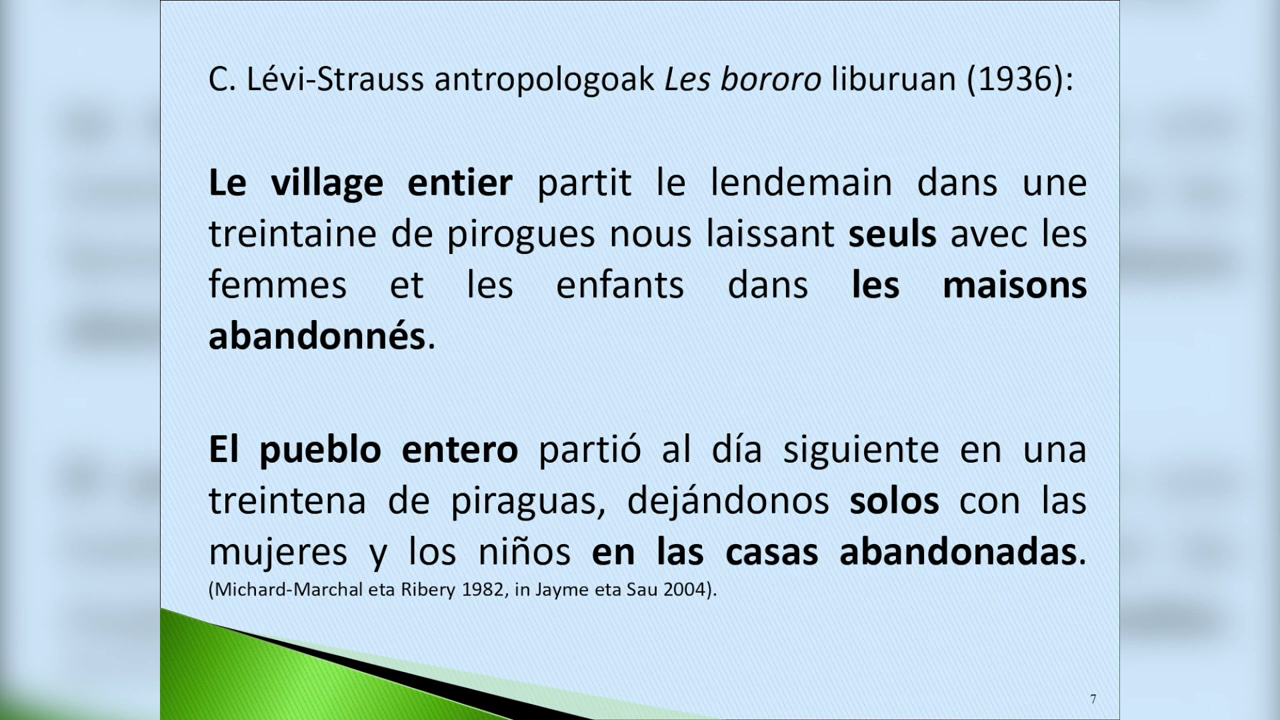 C. Lévi-Strauss antropologoak Les bororo liburuan (1936):
Le village entier partit le lendemain dans une
treintaine de pirogues nous laissant seuls avec les
femmes et les enfants dans les maisons
abandonnés.
El pueblo entero partió al día siguiente en una
treintena de piraguas, dejándonos solos con las
mujeres y los niños en las casas abandonadas.
(Michard-Marchal eta Ribery 1982, in Jayme eta Sau 2004).
7